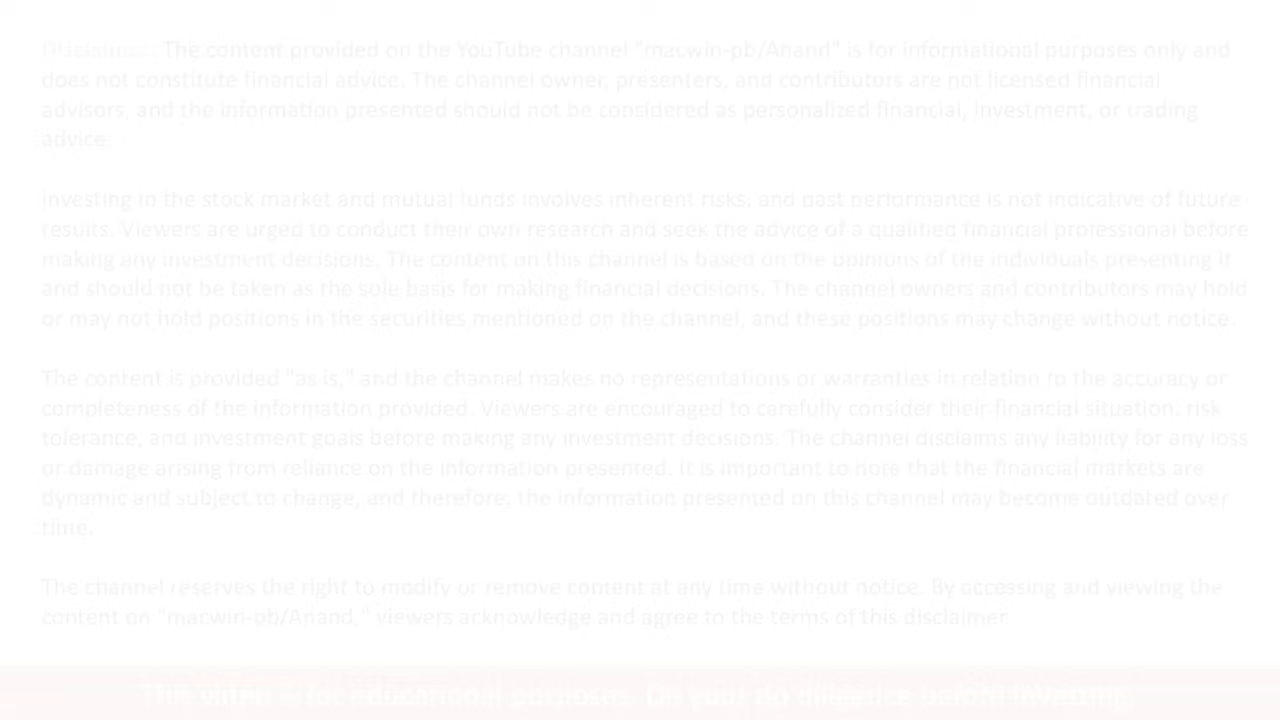 Disclaimer: The content provided on the YouTube channel "macwin-pb/Anand" is for informational purposes only and
does not constitute financial advice. The channel owner, presenters, and contributors are not licensed financial
advisors, and the information presented should not be considered as personalized financial, investment, or trading
advice.
Investing in the stock market and mutual funds involves inherent risks, and past performance is not indicative of future
results. Viewers are urged to conduct their own research and seek the advice of a qualified financial professional before
making any investment decisions. The content on this channel is based on the opinions of the individuals presenting it
and should not be taken as the sole basis for making financial decisions. The channel owners and contributors may hold
or may not hold positions in the securities mentioned on the channel, and these positions may change without notice.
The content is provided "as is," and the channel makes no representations or warranties in relation to the accuracy or
completeness of the information provided. Viewers are encouraged to carefully consider their financial situation, risk
tolerance, and investment goals before making any investment decisions. The channel disclaims any liability for any loss
or damage arising from reliance on the information presented. It is important to note that the financial markets are
dynamic and subject to change, and therefore, the information presented on this channel may become outdated over
time.
The channel reserves the right to modify or remove content at any time without notice. By accessing and viewing the
content on "macwin-pb/Anand," viewers acknowledge and agree to the terms of this disclaimer.
This video is for educational purposes. Do your do diligence before investing